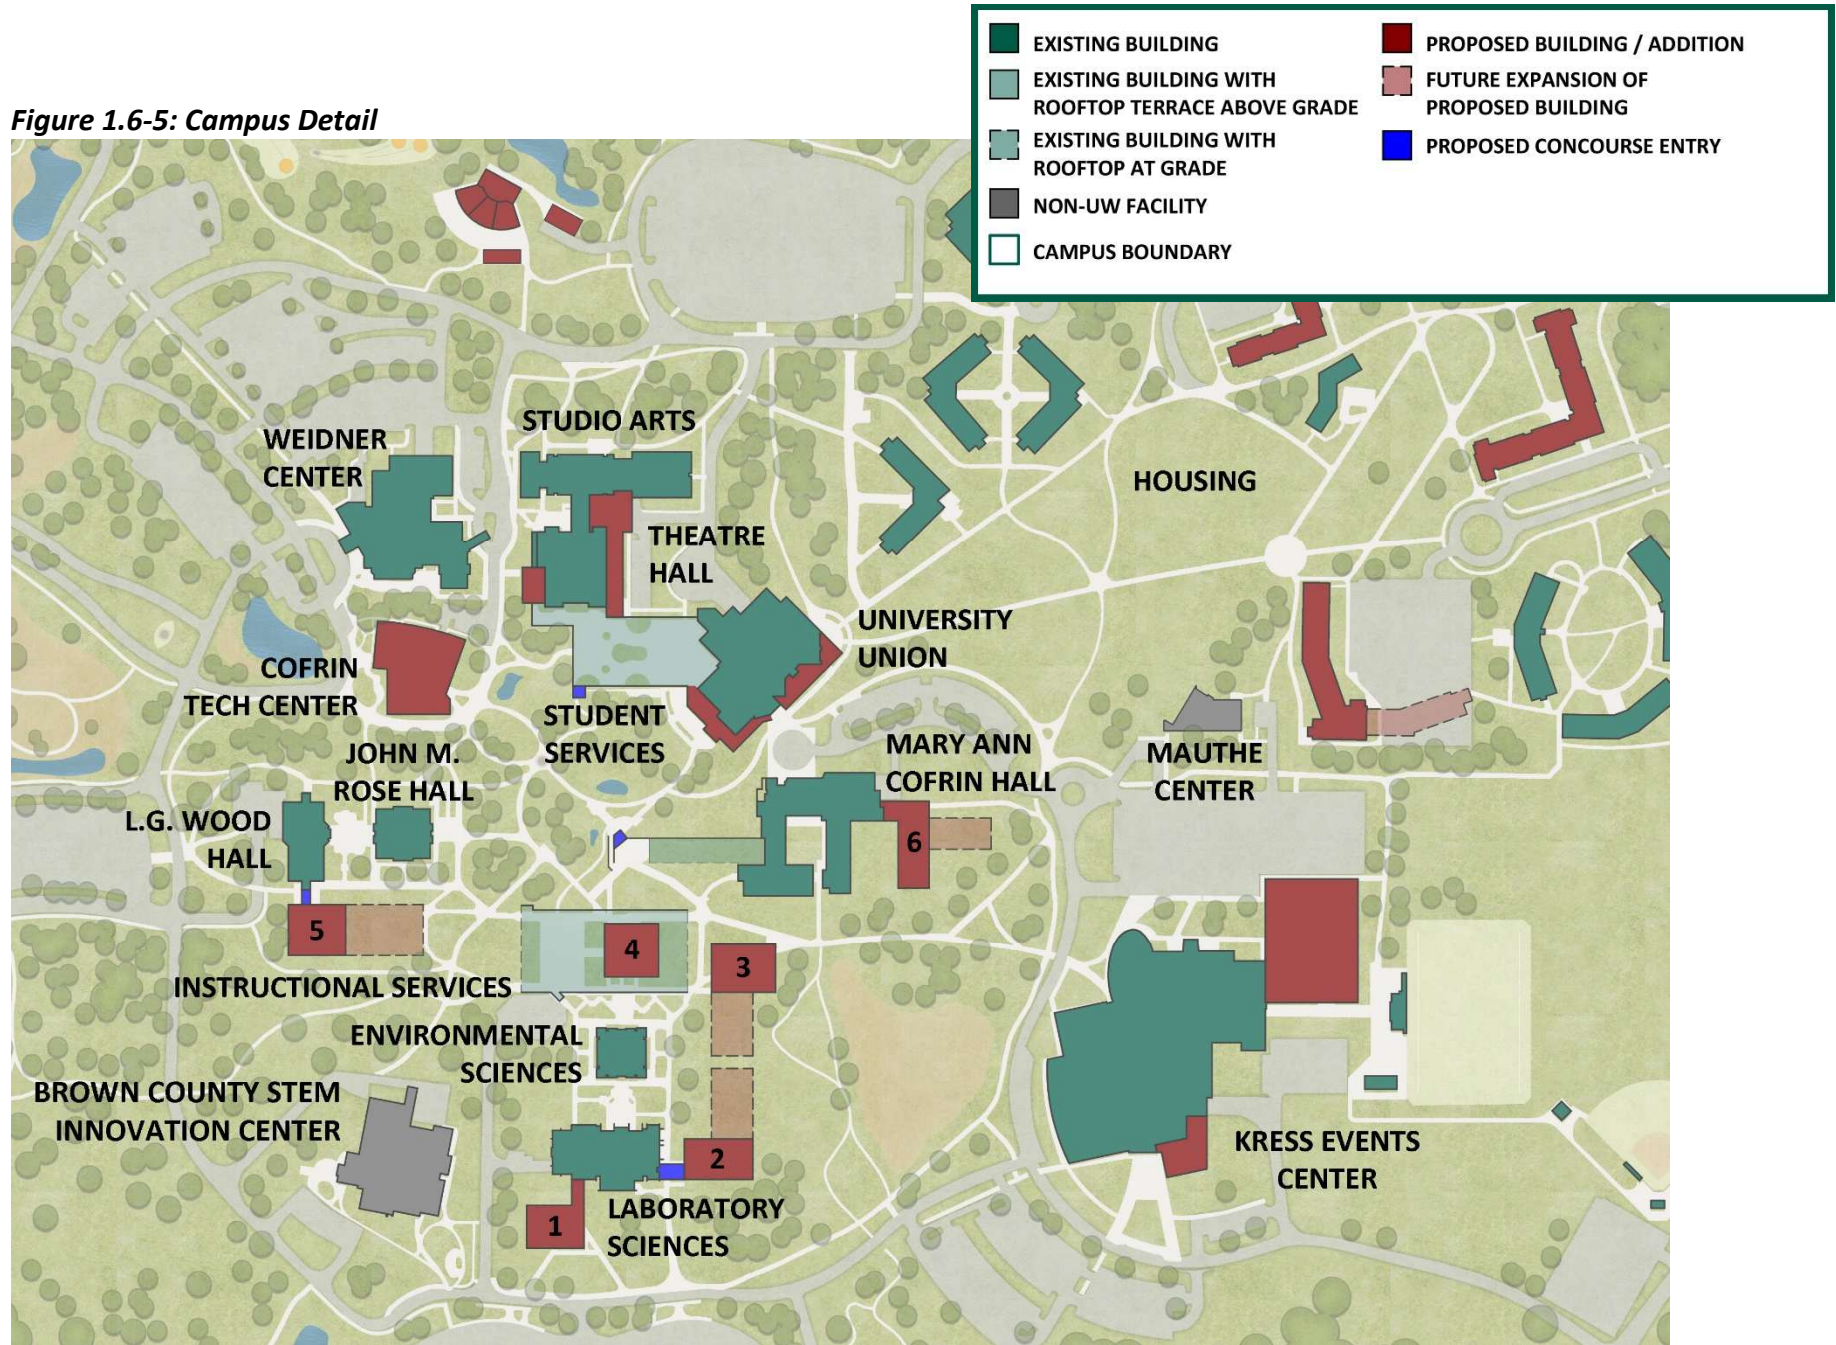 EXISTING BUILDING
EXISTING BUILDING WITH
ROOFTOP TERRACE ABOVE GRADE
EXISTING BUILDING WITH
ROOFTOP AT GRADE
NON-UW FACILITY
CAMPUS BOUNDARY
PROPOSED BUILDING / ADDITION
FUTURE EXPANSION OF
PROPOSED BUILDING
PROPOSED CONCOURSE ENTRY
Figure 1.6-5: Campus Detail
WEIDNER
CENTER
STUDIO ARTS
HOUSING
THEATRE
HALL
UNIVERSITY
UNION
COFRIN
TECH CENTER
STUDENT
SERVICES
JOHN M.
ROSE HALL
MARY ANN
COFRIN HALL
MAUTHE
CENTER
L.G. WOOD
HALL
6
5
4
3
INSTRUCTIONAL SERVICES
ENVIRONMENTAL
SCIENCES
BROWN COUNTY STEM
INNOVATION CENTER
2
KRESS EVENTS
CENTER
1
LABORATORY
SCIENCES